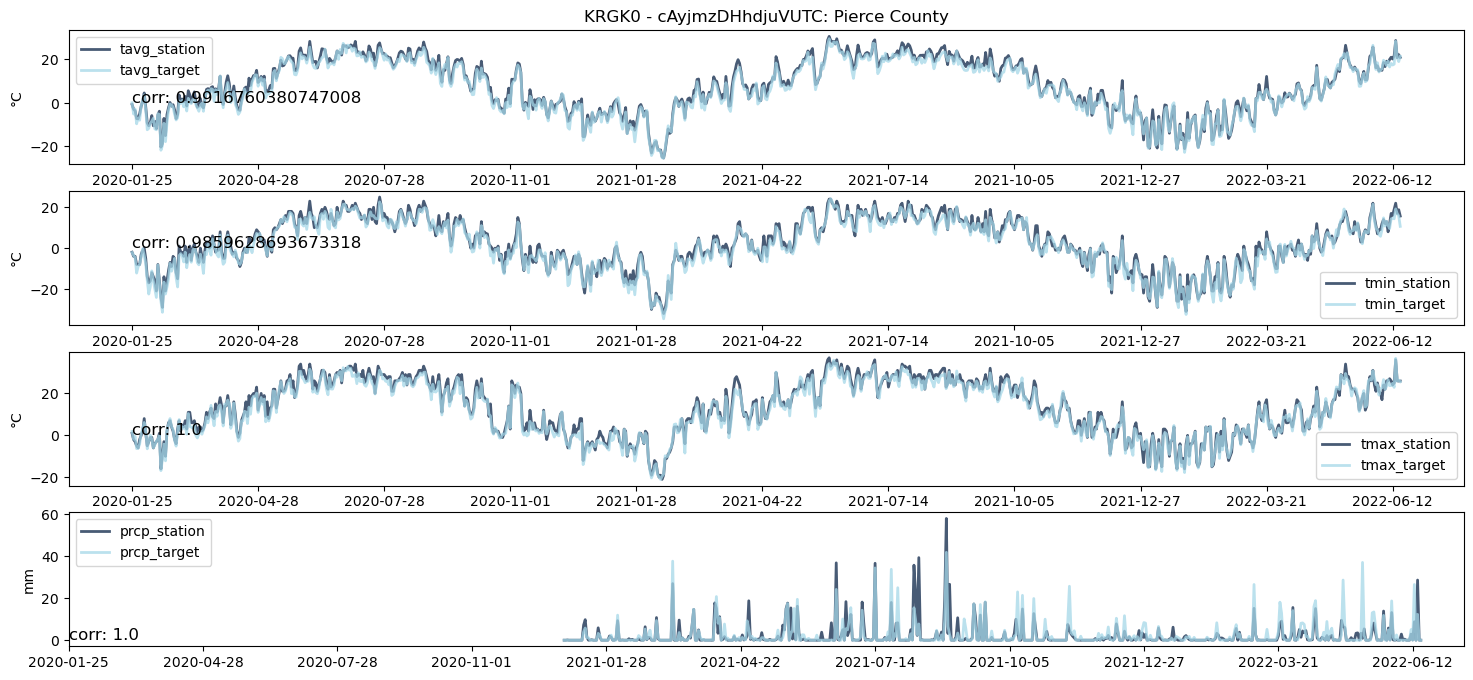 KRGK0 - cAyjmzDHhdjuVUTC: Pierce County
tavg_station
tavg_target
corr: 0.9916760380747008
°C
20
0
−20
2020-01-25 2020-04-28 2020-07-28 2020-11-01 2021-01-28 2021-04-22 2021-07-14 2021-10-05 2021-12-27 2022-03-21 2022-06-12
20
0
−20
°C
corr: 0.9859628693673318
tmin_station
tmin_target
2020-01-25 2020-04-28 2020-07-28 2020-11-01 2021-01-28 2021-04-22 2021-07-14 2021-10-05 2021-12-27 2022-03-21 2022-06-12
20
0
−20
°C
corr: 1.0
tmax_station
tmax_target
2020-01-25 2020-04-28 2020-07-28 2020-11-01 2021-01-28 2021-04-22 2021-07-14 2021-10-05 2021-12-27 2022-03-21 2022-06-12
60
40
20
0
mm
prcp_station
prcp_target
corr: 1.0
2020-01-25 2020-04-28 2020-07-28 2020-11-01 2021-01-28 2021-04-22 2021-07-14 2021-10-05 2021-12-27 2022-03-21 2022-06-12